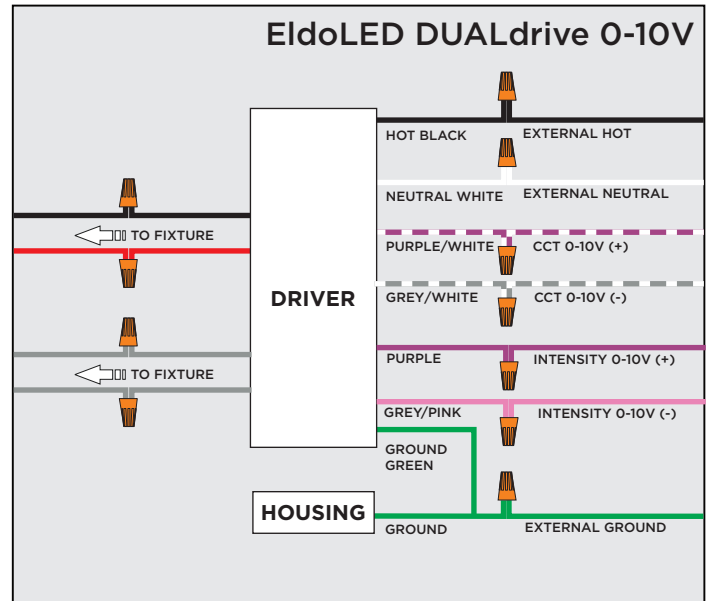 EldoLED DUALdrive 0-10V
HOT BLACK
EXTERNAL HOT
NEUTRAL WHITE
EXTERNAL NEUTRAL
TO FIXTURE
PURPLE/WHITE
CCT 0-10V (+)
DRIVER
GREY/WHITE
CCT 0-10V (-)
PURPLE
INTENSITY 0-10V (+)
TO FIXTURE
GREY/PINK
INTENSITY 0-10V (-)
GROUND
GREEN
HOUSING
GROUND
EXTERNAL GROUND